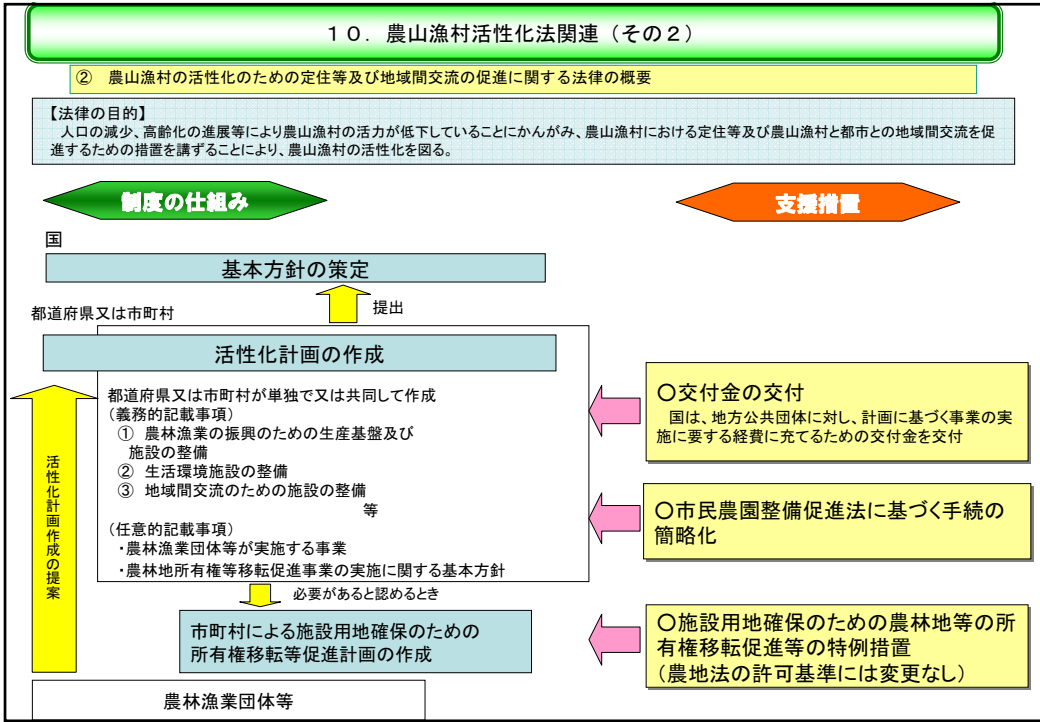 １０．農山漁村活性化法関連（その２）
② 農山漁村の活性化のための定住等及び地域間交流の促進に関する法律の概要
【法律の目的】
人口の減少、高齢化の進展等により農山漁村の活力が低下していることにかんがみ、農山漁村における定住等及び農山漁村と都市との地域間交流を促
進するための措置を講ずることにより、農山漁村の活性化を図る。
制度の仕組み
支援措置
国
基本方針の策定
提出
都道府県又は市町村
活性化計画の作成
都道府県又は市町村が単独で又は共同して作成
（義務的記載事項）
① 農林漁業の振興のための生産基盤及び
施設の整備
② 生活環境施設の整備
③ 地域間交流のための施設の整備
等
（任意的記載事項）
・農林漁業団体等が実施する事業
・農林地所有権等移転促進事業の実施に関する基本方針
必要があると認めるとき
市町村による施設用地確保のための
所有権移転等促進計画の作成
活性化計画作成の提案
農林漁業団体等
○交付金の交付
国は、地方公共団体に対し、計画に基づく事業の実
施に要する経費に充てるための交付金を交付
○市民農園整備促進法に基づく手続の
簡略化
○施設用地確保のための農林地等の所
有権移転促進等の特例措置
（農地法の許可基準には変更なし）